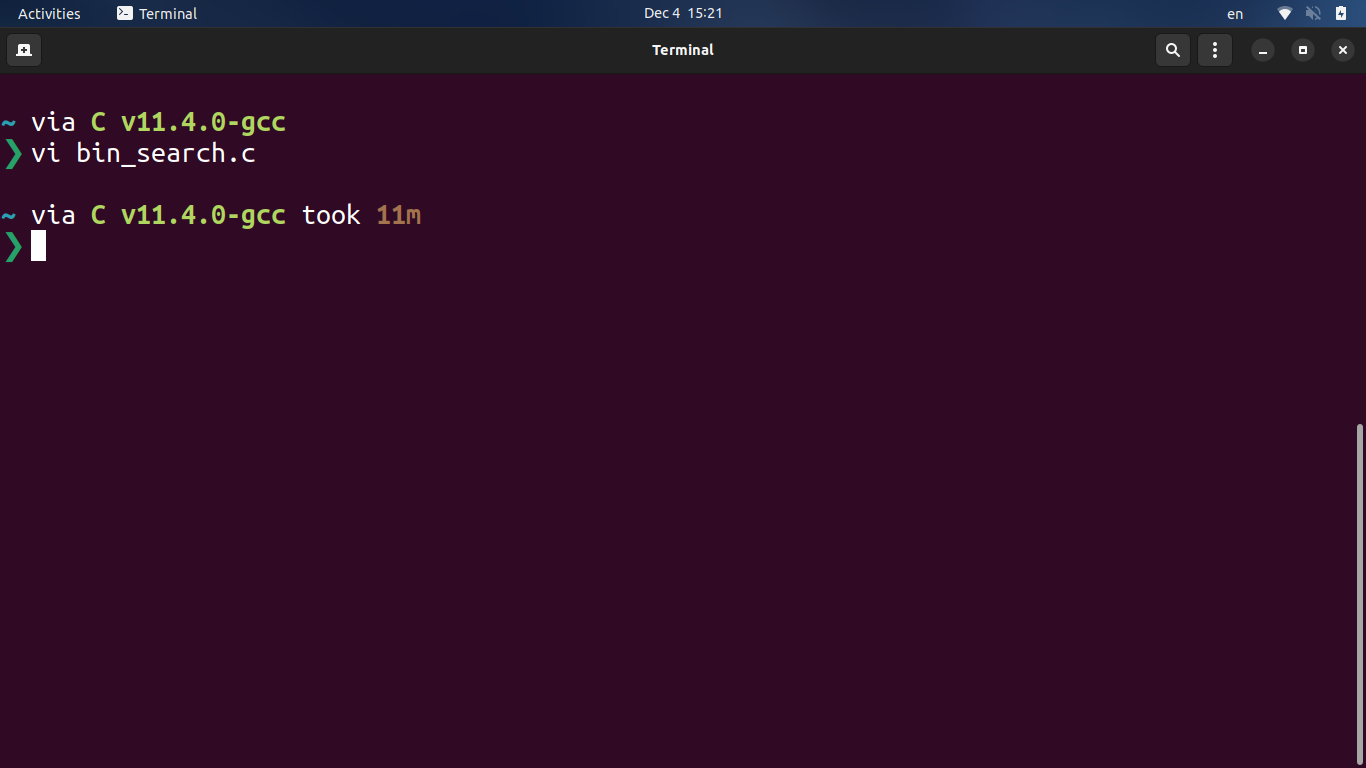 Activities Terminal Dec 4 15:21 en
Terminal
~ via C v11.4.0-gcc
❯ vi bin_search.c
~ via C v11.4.0-gcc took 11m
❯